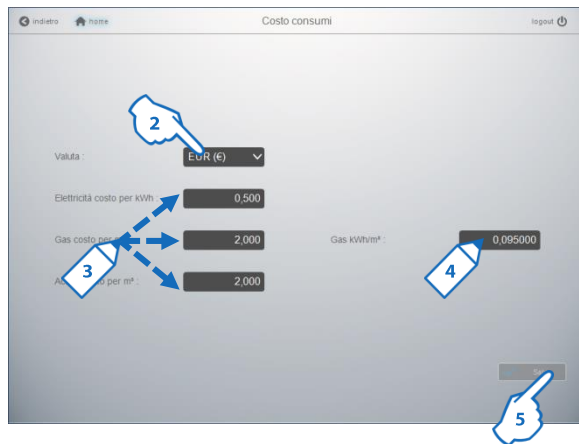 indietro home Costo consumi logout
2
Valuta : EUR (€)
Elettricità costo per kWh : 0,500
Gas costo per 2,000 Gas kWh/m³ : 0,095000
3 4
per m³ : 2,000
5